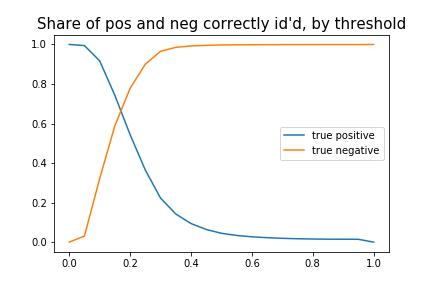 Share of pos and neg correctly id'd, by threshold
1.0
0.8
0.6
0.4
0.2
0.0
true positive
true negative
0.0 0.2 0.4 0.6 0.8 1.0